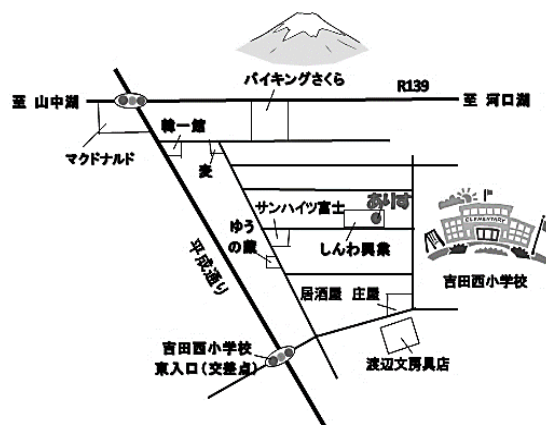 バイキングさくら
R139
至 山中湖
至 河口湖
韓一館
マクドナルド
麦
ありす
サンハイツ富士
ゆう
の蔵
しんわ興業
ELEMENTARY
吉田西小学校
平成通り
居酒屋 庄屋
吉田西小学校
東入口(交差点)
渡辺文房具店